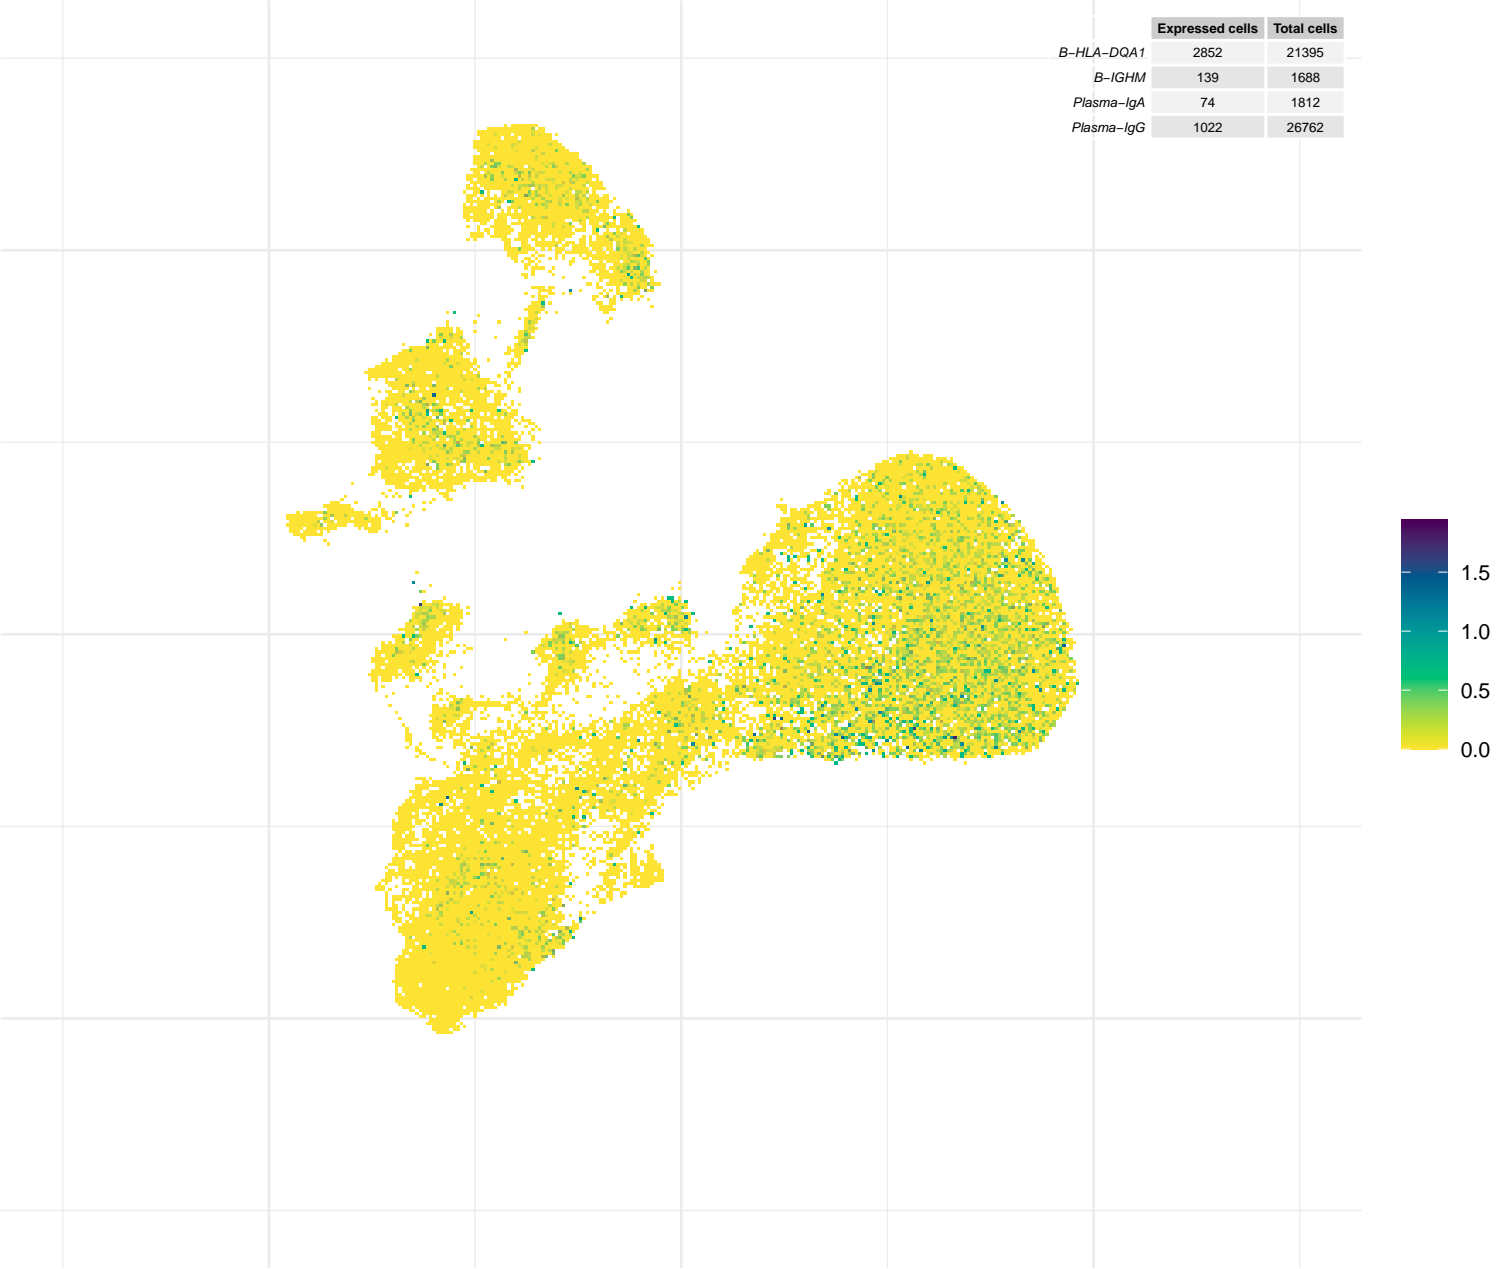 Expressed cells Total cells
B−HLA−DQA1 2852 21395
B−IGHM 139 1688
Plasma−IgA 74 1812
Plasma−IgG 1022 26762
1.5
1.0
0.5
0.0